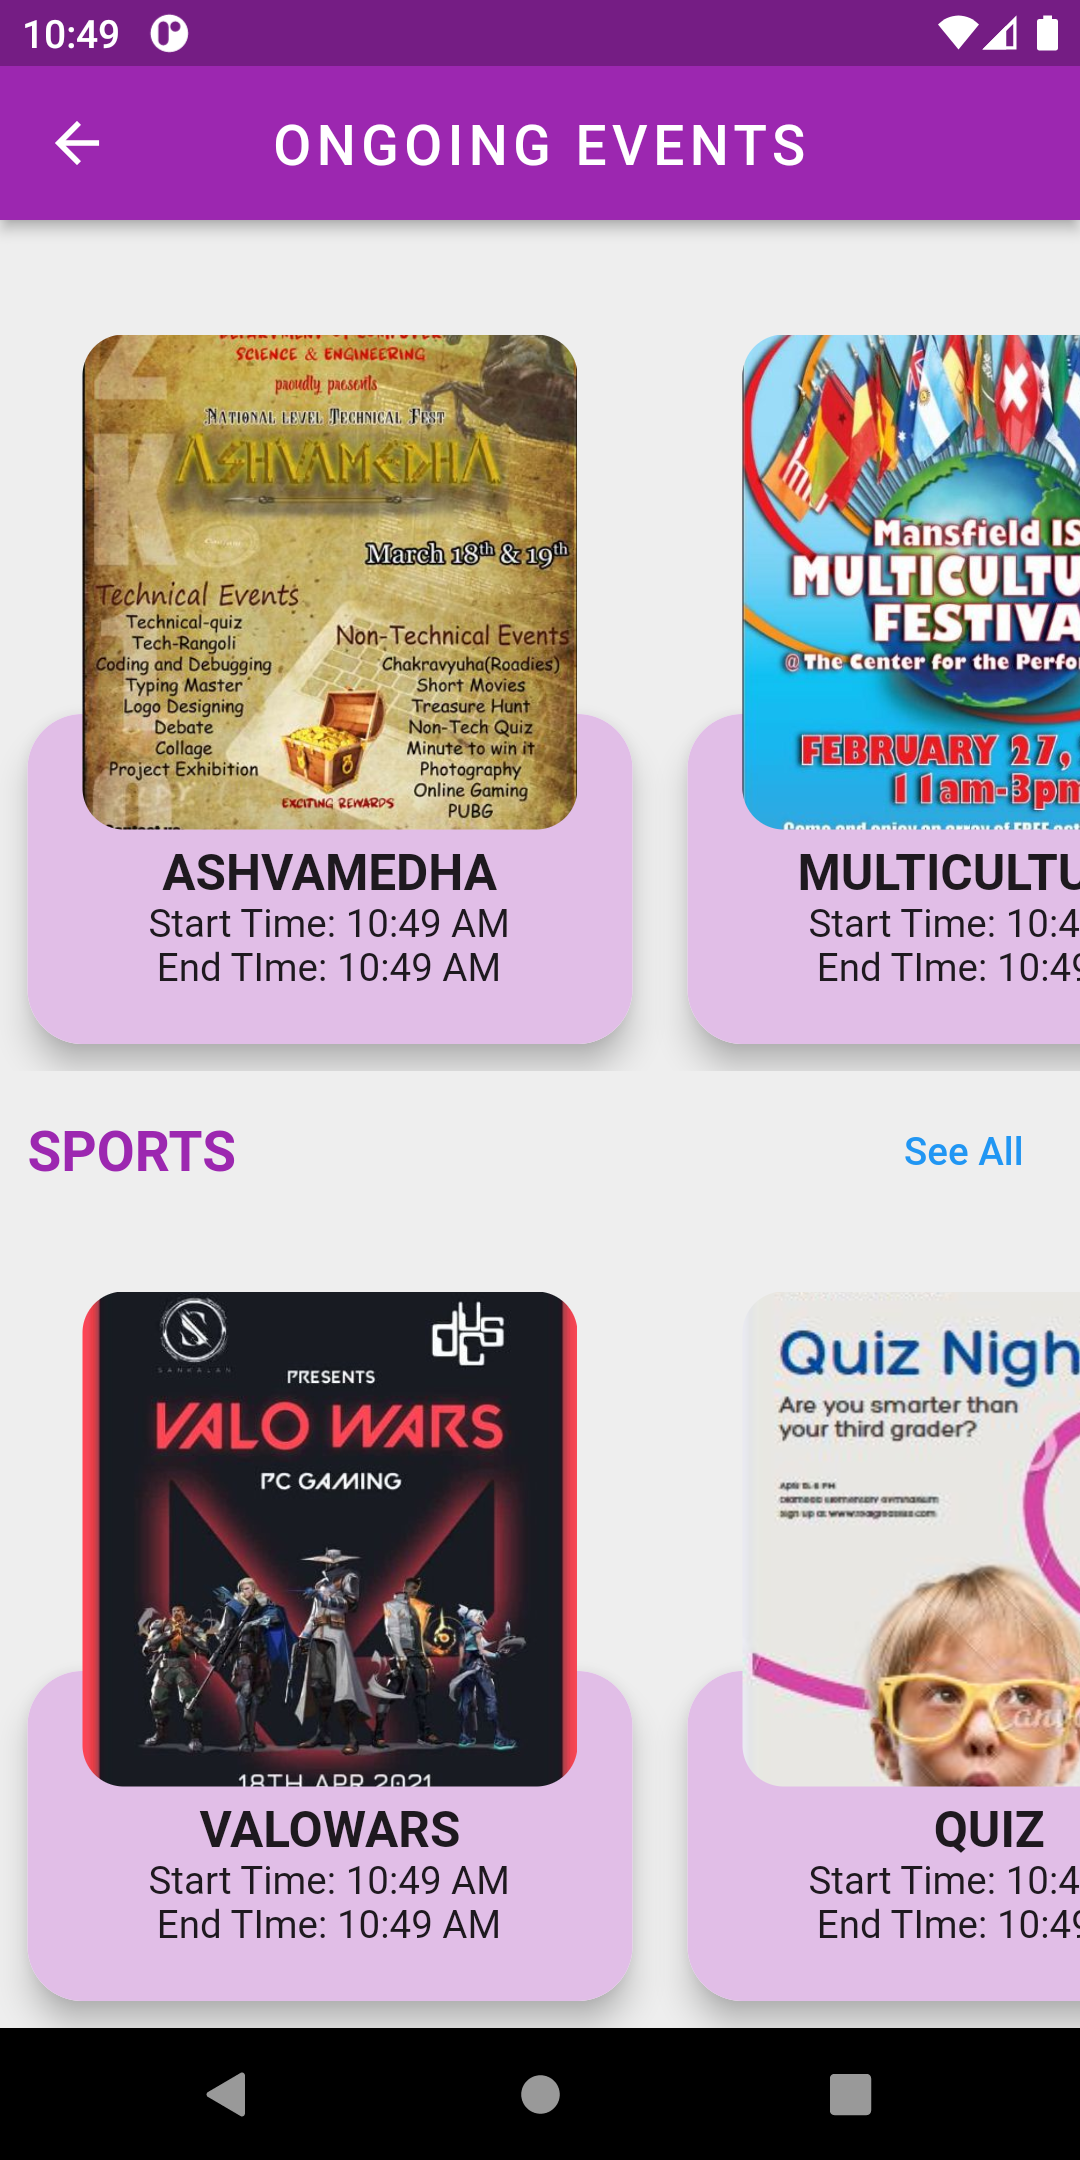 10:49
ONGOING EVENTS
SCIENCE & ENGINEERING
proudly presents
NATIONAL LEVEL TECHNICAL FEST
ASHVAMEDHA
March 18th & 19th
Technical Events
Technical-quiz
Tech-Rangoli
Coding and Debugging
Typing Master
Logo Designing
Debate
Collage
Project Exhibition
Non-Technical Events
Chakravyuha(Roadies)
Short Movies
Treasure Hunt
Non-Tech Quiz
Minute to win it
Photography
Online Gaming
PUBG
EXCITING REWARDS
ASHVAMEDHA
Start Time: 10:49 AM
End TIme: 10:49 AM
Mansfield IS
MULTICULTU
FESTIVA
@The Center for the Perfo
FEBRUARY 27,
11am-3pm
MULTICULTU
Start Time: 10:4
End TIme: 10:49
SPORTS
See All
SANKALAN
ducs
PRESENTS
VALO WARS
PC GAMING
18TH APR 2021
VALOWARS
Start Time: 10:49 AM
End TIme: 10:49 AM
Quiz Nigh
Are you smarter than
your third grader?
QUIZ
Start Time: 10:4
End TIme: 10:49